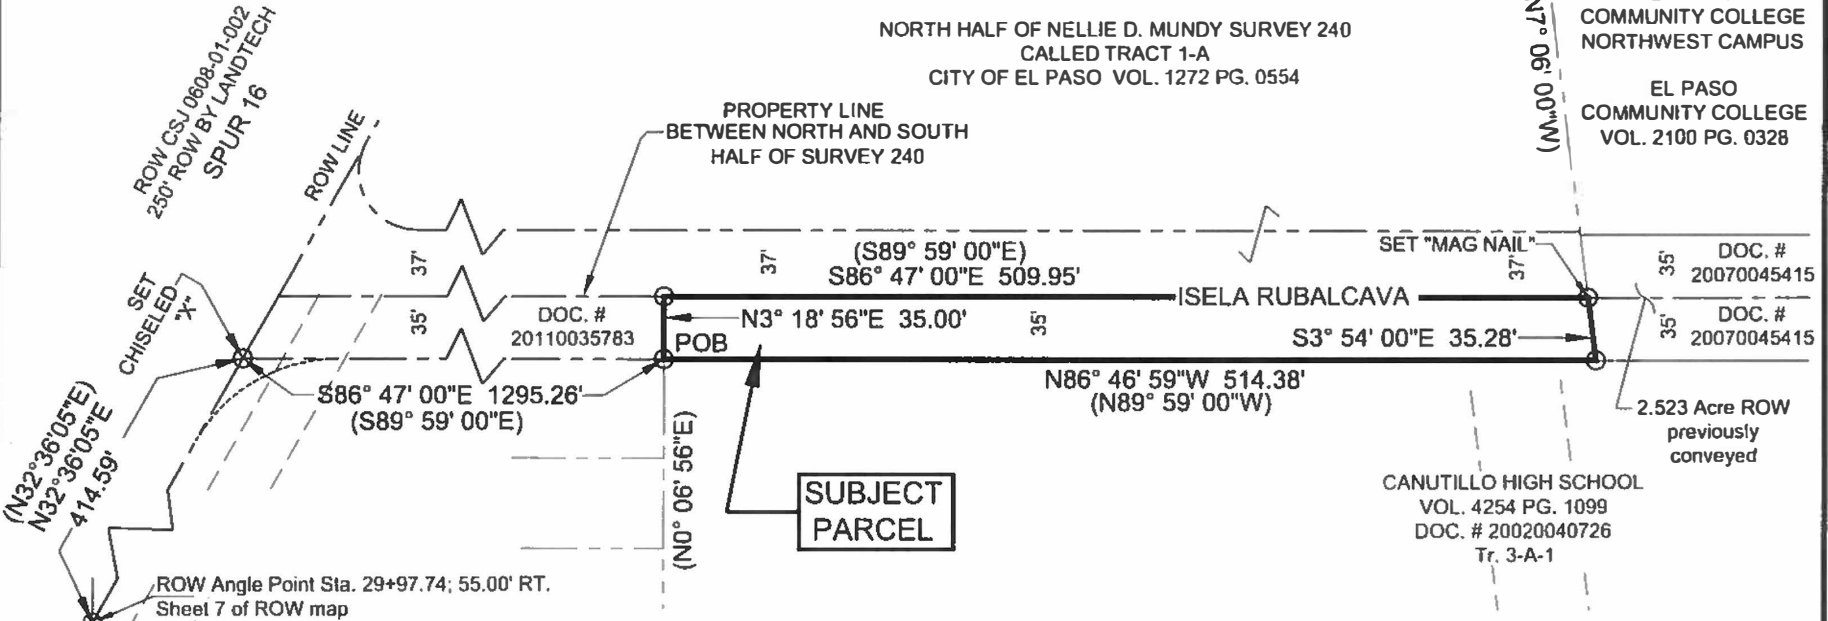 ROW CSJ 0608-01-002
250' ROW BY LANDTECH
SPUR 16
ROW LINE
NORTH HALF OF NELLIE D. MUNDY SURVEY 240
CALLED TRACT 1-A
CITY OF EL PASO VOL. 1272 PG. 0554
N7° 06' 00"W)
COMMUNITY COLLEGE
NORTHWEST CAMPUS
EL PASO
COMMUNITY COLLEGE
VOL. 2100 PG. 0328
PROPERTY LINE
BETWEEN NORTH AND SOUTH
HALF OF SURVEY 240
SET
CHISELED
"X"
37'
37'
(S89° 59' 00"E)
S86° 47' 00"E 509.95'
SET "MAG NAIL"
37'
35'
DOC. #
20070045415
35'
DOC. #
20110035783
N3° 18' 56"E 35.00'
35'
ISELA RUBALCAVA
S3° 54' 00"E 35.28'
35'
DOC. #
20070045415
POB
S86° 47' 00"E 1295.26'
(S89° 59' 00"E)
N86° 46' 59"W 514.38'
(N89° 59' 00"W)
2.523 Acre ROW
previously
conveyed
(N32°36'05"E)
N32°36'05"E
414.59'
(N0° 06' 56"E)
SUBJECT
PARCEL
CANUTILLO HIGH SCHOOL
VOL. 4254 PG. 1099
DOC. # 20020040726
Tr. 3-A-1
ROW Angle Point Sta. 29+97.74; 55.00' RT.
Sheet 7 of ROW map